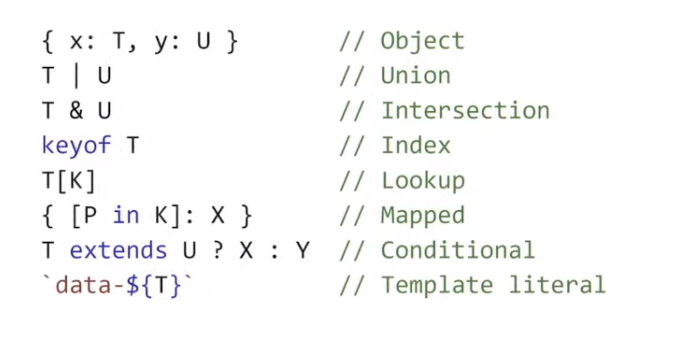 { x: T, y: U }       // Object
T | U                // Union
T & U                // Intersection
keyof T              // Index
T[K]                 // Lookup
{ [P in K]: X }      // Mapped
T extends U ? X : Y  // Conditional
`data-${T}`          // Template literal